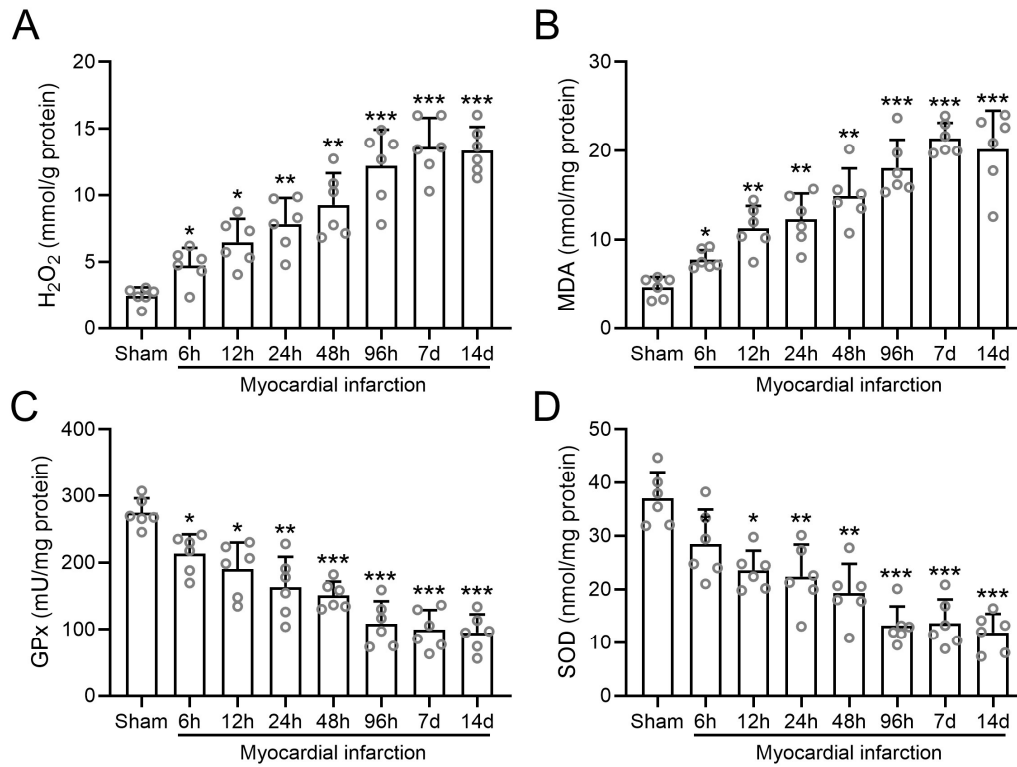 A
H₂O₂ (mmol/g protein)
20
15
10
5
0
* * ** ** *** *** ***
Sham 6h 12h 24h 48h 96h 7d 14d
Myocardial infarction
B
MDA (nmol/mg protein)
30
20
10
0
* ** ** ** *** *** ***
Sham 6h 12h 24h 48h 96h 7d 14d
Myocardial infarction
C
GPx (mU/mg protein)
400
300
200
100
0
* * ** *** *** *** ***
Sham 6h 12h 24h 48h 96h 7d 14d
Myocardial infarction
D
SOD (nmol/mg protein)
50
40
30
20
10
0
* * ** ** *** *** ***
Sham 6h 12h 24h 48h 96h 7d 14d
Myocardial infarction